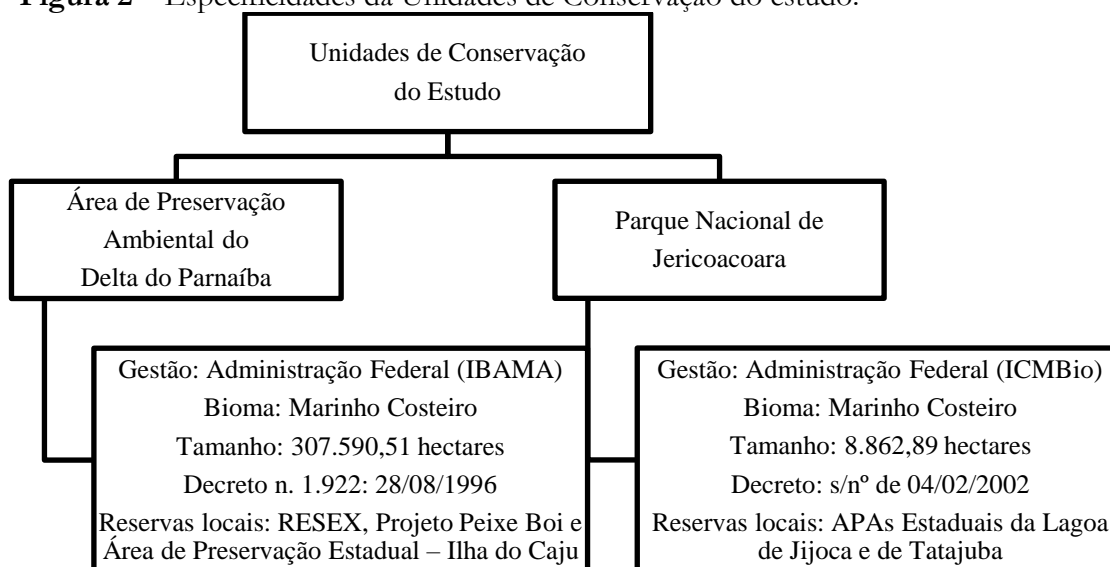 Figura 2 – Especificidades da Unidades de Conservação do estudo.
Unidades de Conservação
do Estudo
Área de Preservação
Ambiental do
Delta do Parnaíba
Parque Nacional de
Jericoacoara
Gestão: Administração Federal (IBAMA)
Bioma: Marinho Costeiro
Tamanho: 307.590,51 hectares
Decreto n. 1.922: 28/08/1996
Reservas locais: RESEX, Projeto Peixe Boi e
Área de Preservação Estadual – Ilha do Caju
Gestão: Administração Federal (ICMBio)
Bioma: Marinho Costeiro
Tamanho: 8.862,89 hectares
Decreto: s/nº de 04/02/2002
Reservas locais: APAs Estaduais da Lagoa
de Jijoca e de Tatajuba